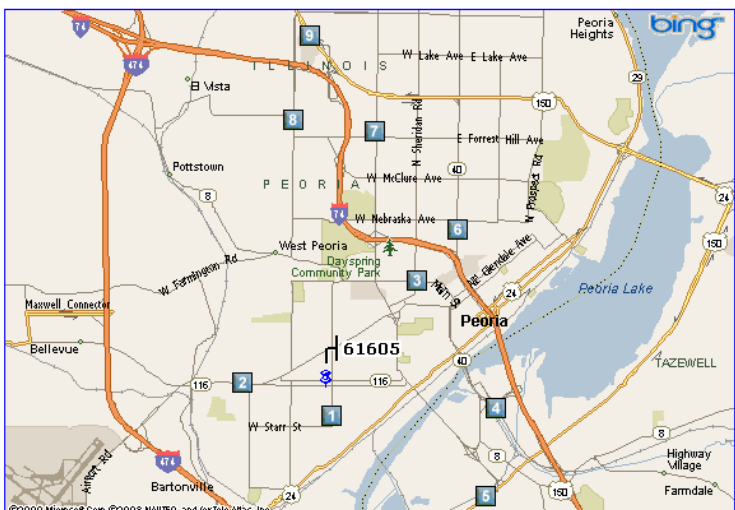 74
Peoria
Heights
bing
9
W Lake Ave
E Lake Ave
ILLINOIS
474
29
El Vista
150
8
7
E Forrest Hill Ave
N Sheridan Rd
Pottstown
W McClure Ave
40
N Prospect Rd
8
PEORIA
24
74
W Nebraska Ave
6
150
West Peoria
Dayspring
Community Park
NE Glendale Ave
W Farmington Rd
3
Main St
24
Peoria Lake
Maxwell Connector
Peoria
Bellevue
61605
40
TAZEWELL
116
2
116
4
1
W Starr St
8
Airport Rd
474
8
Highway
Village
Bartonville
24
5
150
Farmdale